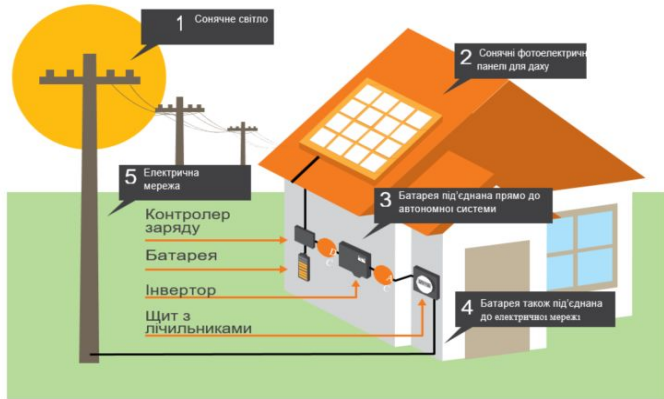 1 Сонячне світло
2 Сонячні фотоелектричн
панелі для даху
5 Електрична
мережа
3 Батарея під'єднана прямо до
автономної системи
Контролер
заряду
Батарея
Інвертор
Щит з
лічильниками
4 Батарея також під'єднана
до електричної мережі